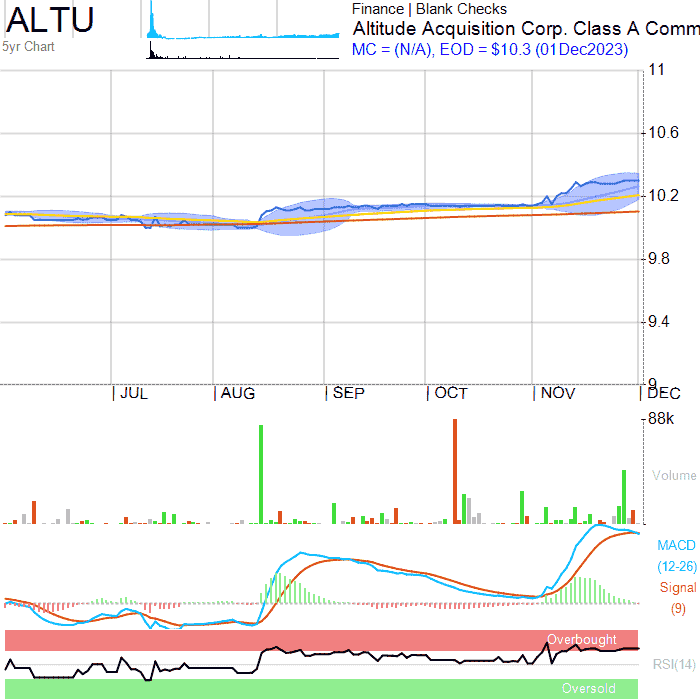 ALTU
5yr Chart
Finance | Blank Checks
Altitude Acquisition Corp. Class A Comm
MC = (N/A), EOD = $10.3 (01Dec2023)
11
10.6
10.2
9.8
9.4
9
JUL AUG SEP OCT NOV DEC
88k
Volume
MACD
(12-26)
Signal
(9)
Overbought
RSI(14)
Oversold